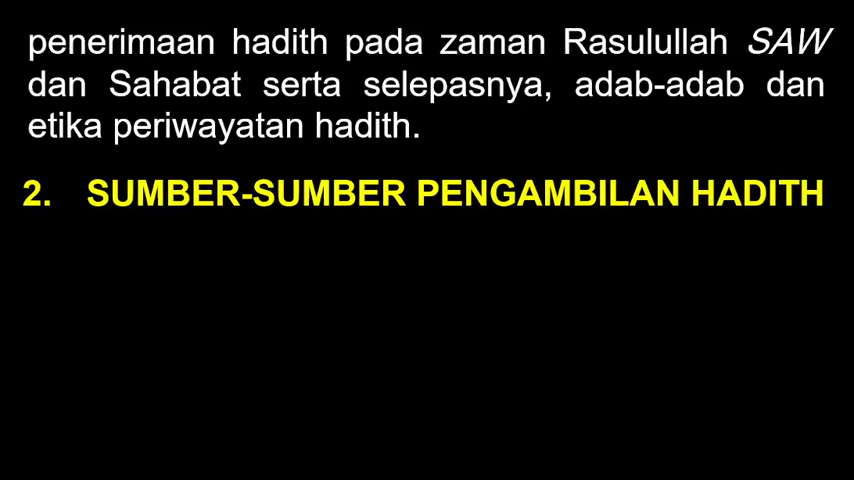 penerimaan hadith pada zaman Rasulullah SAW
dan Sahabat serta selepasnya, adab-adab dan
etika periwayatan hadith.
2. SUMBER-SUMBER PENGAMBILAN HADITH